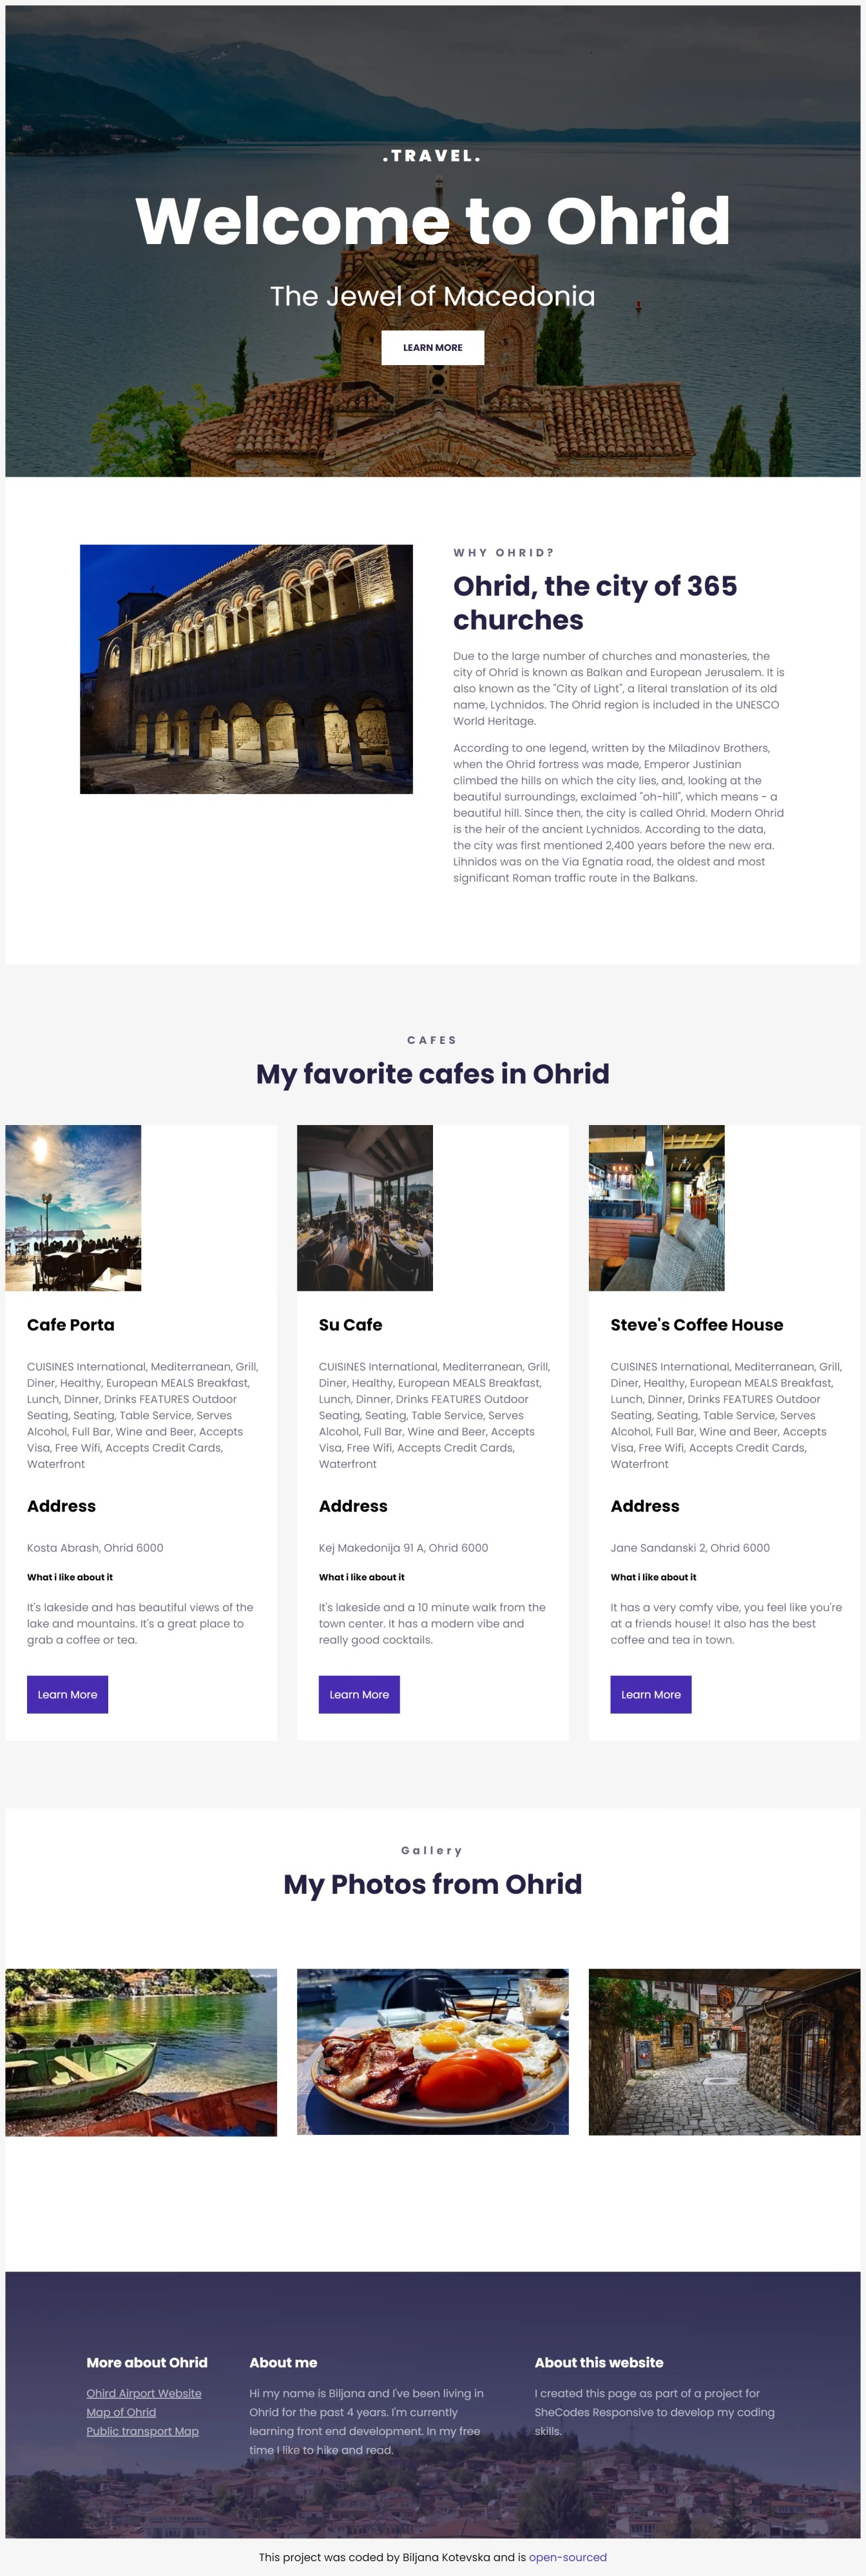 .TRAVEL.
Welcome to Ohrid
The Jewel of Macedonia
LEARN MORE
WHY OHRID?
Ohrid, the city of 365
churches
Due to the large number of churches and monasteries, the
city of Ohrid is known as Balkan and European Jerusalem. It is
also known as the "City of Light", a literal translation of its old
name, Lychnidos. The Ohrid region is included in the UNESCO
World Heritage.
According to one legend, written by the Miladinov Brothers,
when the Ohrid fortress was made, Emperor Justinian
climbed the hills on which the city lies, and, looking at the
beautiful surroundings, exclaimed "oh-hill", which means - a
beautiful hill. Since then, the city is called Ohrid. Modern Ohrid
is the heir of the ancient Lychnidos. According to the data,
the city was first mentioned 2,400 years before the new era.
Lihnidos was on the Via Egnatia road, the oldest and most
significant Roman traffic route in the Balkans.
CAFES
My favorite cafes in Ohrid
Cafe Porta
CUISINES International, Mediterranean, Grill,
Diner, Healthy, European MEALS Breakfast,
Lunch, Dinner, Drinks FEATURES Outdoor
Seating, Seating, Table Service, Serves
Alcohol, Full Bar, Wine and Beer, Accepts
Visa, Free Wifi, Accepts Credit Cards,
Waterfront
Address
Kosta Abrash, Ohrid 6000
What i like about it
It's lakeside and has beautiful views of the
lake and mountains. It's a great place to
grab a coffee or tea.
Learn More
Su Cafe
CUISINES International, Mediterranean, Grill,
Diner, Healthy, European MEALS Breakfast,
Lunch, Dinner, Drinks FEATURES Outdoor
Seating, Seating, Table Service, Serves
Alcohol, Full Bar, Wine and Beer, Accepts
Visa, Free Wifi, Accepts Credit Cards,
Waterfront
Address
Kej Makedonija 91 A, Ohrid 6000
What i like about it
It's lakeside and a 10 minute walk from the
town center. It has a modern vibe and
really good cocktails.
Learn More
Steve's Coffee House
CUISINES International, Mediterranean, Grill,
Diner, Healthy, European MEALS Breakfast,
Lunch, Dinner, Drinks FEATURES Outdoor
Seating, Seating, Table Service, Serves
Alcohol, Full Bar, Wine and Beer, Accepts
Visa, Free Wifi, Accepts Credit Cards,
Waterfront
Address
Jane Sandanski 2, Ohrid 6000
What i like about it
It has a very comfy vibe, you feel like you're
at a friends house! It also has the best
coffee and tea in town.
Learn More
Gallery
My Photos from Ohrid
More about Ohrid
Ohird Airport Website
Map of Ohrid
Public transport Map
About me
Hi my name is Biljana and I've been living in
Ohrid for the past 4 years. I'm currently
learning front end development. In my free
time I like to hike and read.
About this website
I created this page as part of a project for
SheCodes Responsive to develop my coding
skills.
This project was coded by Biljana Kotevska and is open-sourced